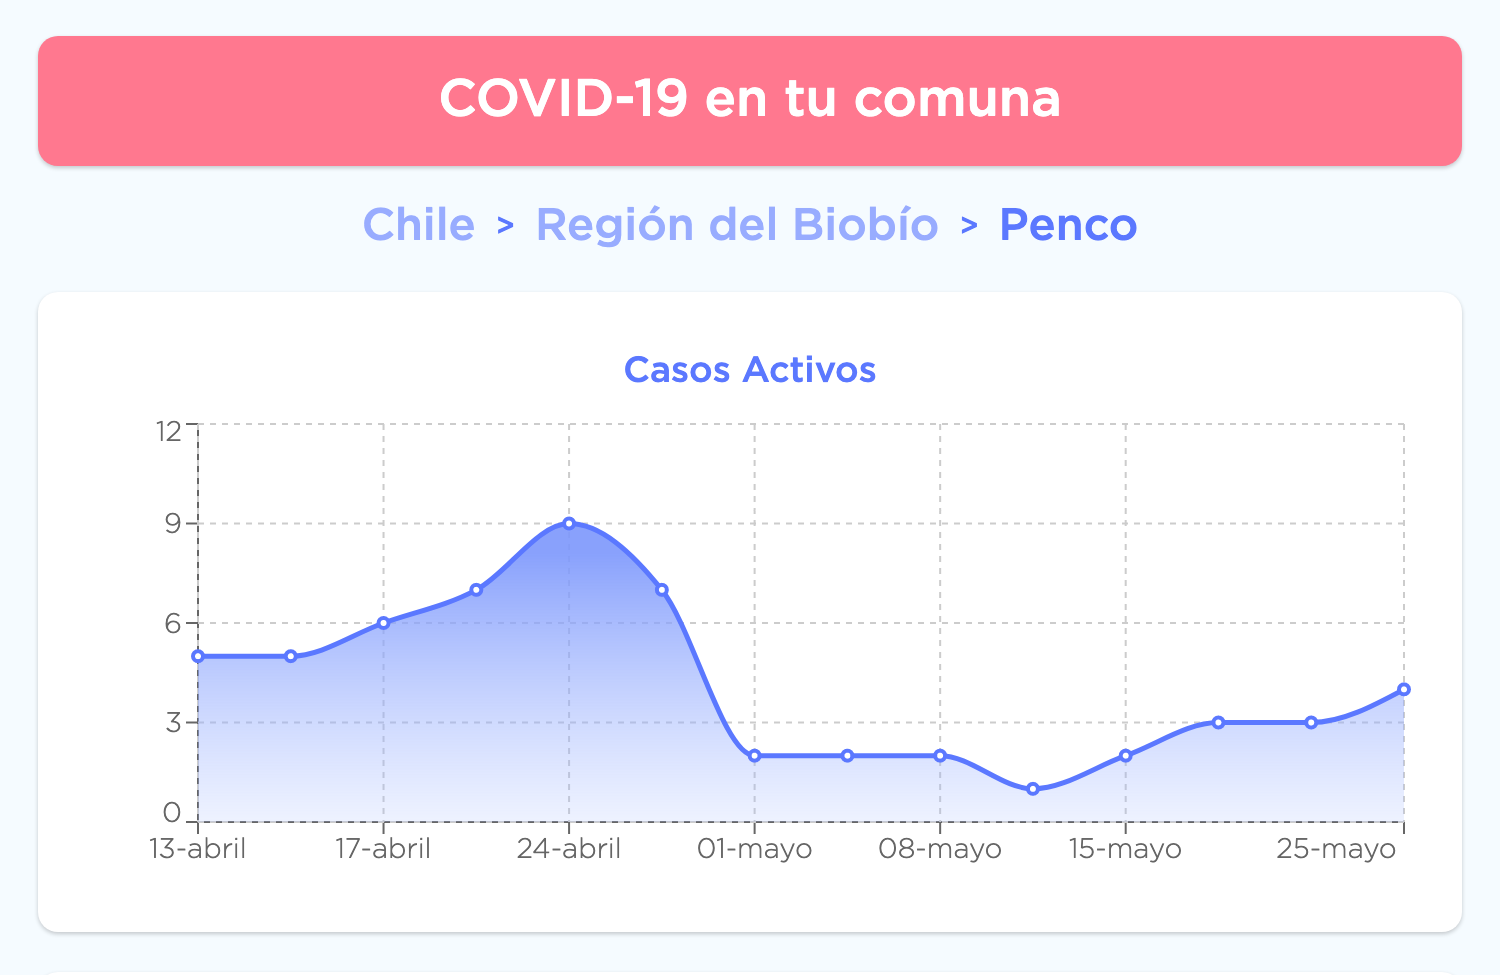 COVID-19 en tu comuna
Chile > Región del Biobío > Penco
Casos Activos
12
9
6
3
0
13-abril 17-abril 24-abril 01-mayo 08-mayo 15-mayo 25-mayo